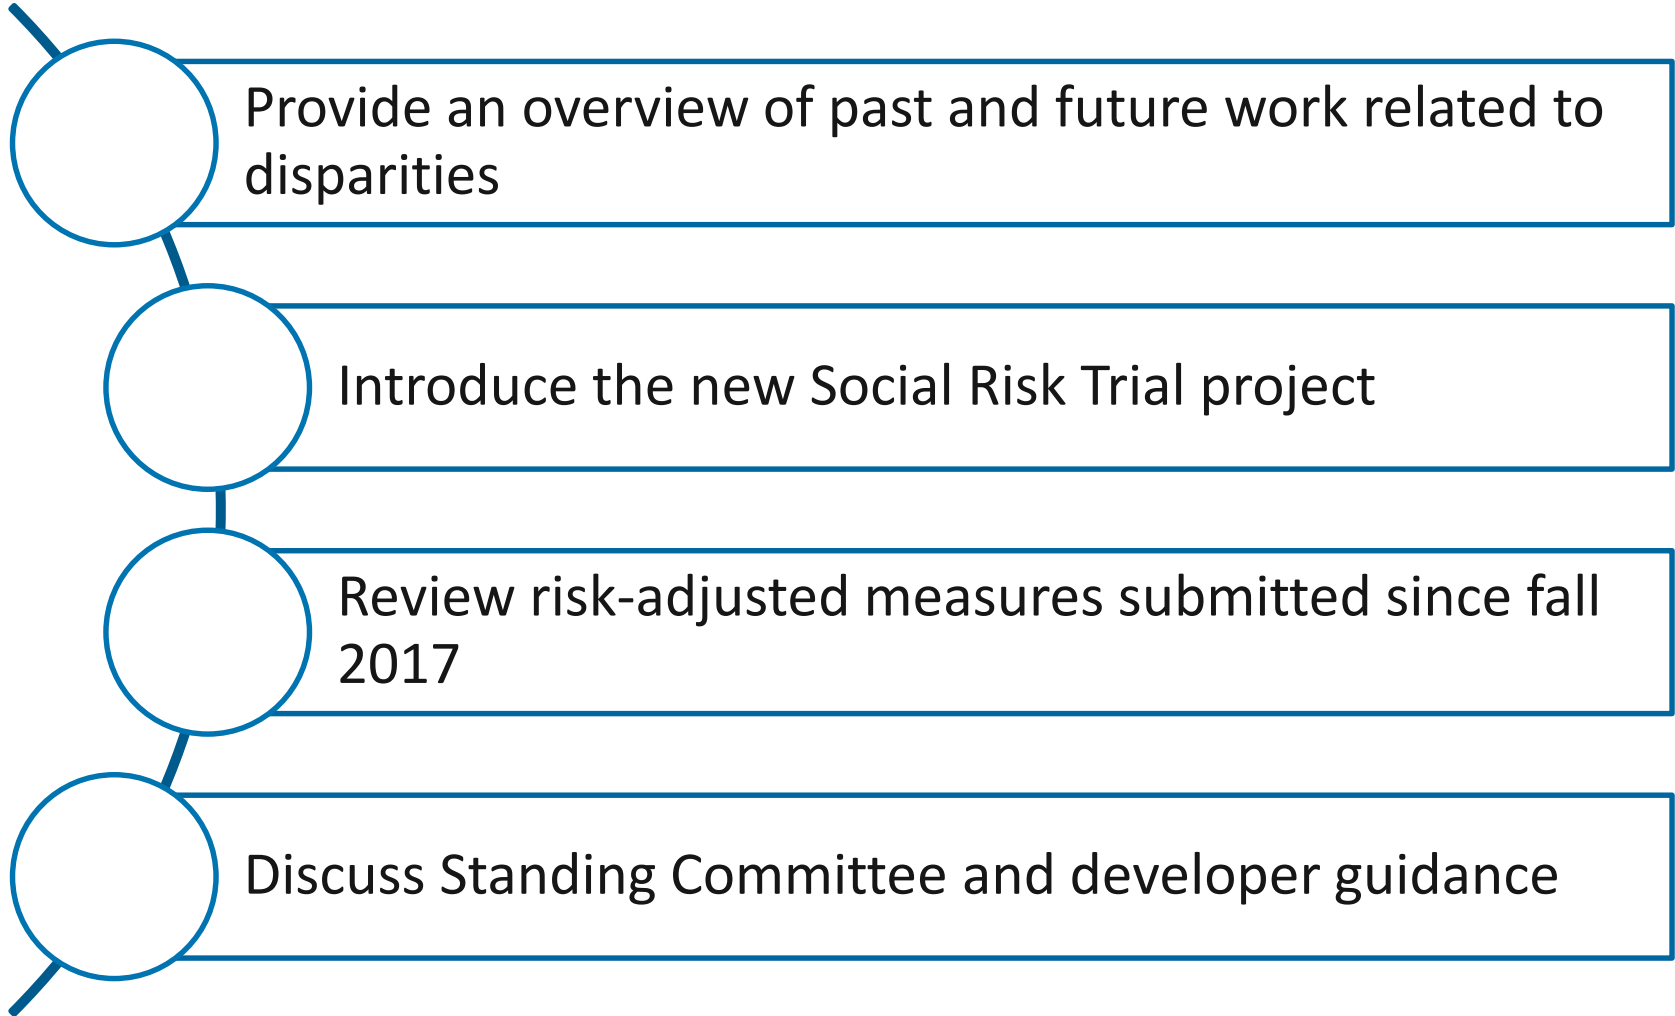 Provide an overview of past and future work related to
disparities
Introduce the new Social Risk Trial project
Review risk-adjusted measures submitted since fall
2017
Discuss Standing Committee and developer guidance